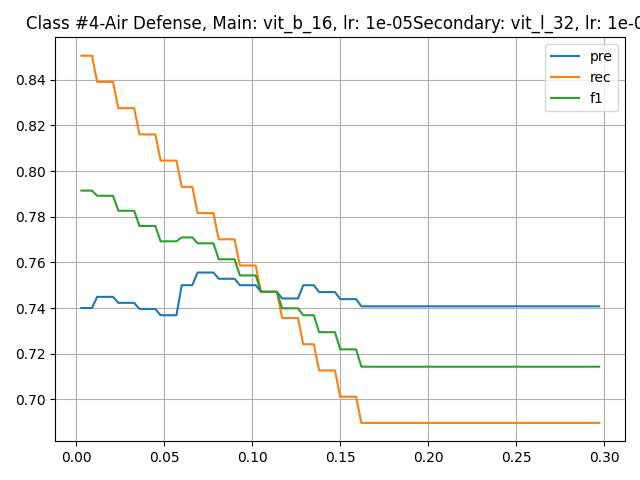 Class #4-Air Defense, Main: vit_b_16, lr: 1e-05Secondary: vit_l_32, lr: 1e-0
pre
rec
f1
0.84
0.82
0.80
0.78
0.76
0.74
0.72
0.70
0.00 0.05 0.10 0.15 0.20 0.25 0.30